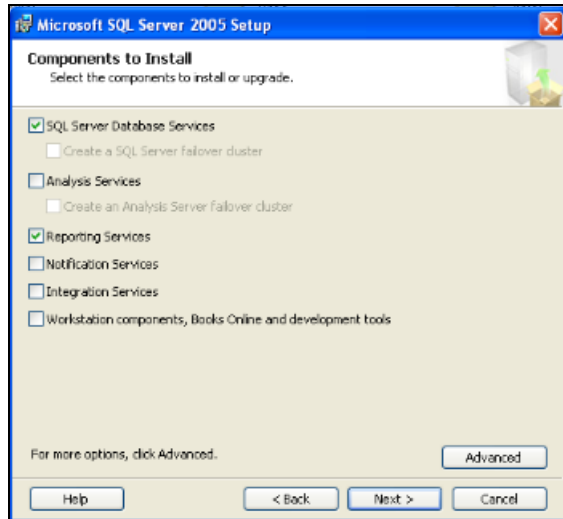 Microsoft SQL Server 2005 Setup
Components to Install
Select the components to install or upgrade.
SQL Server Database Services
Create a SQL Server failover cluster
Analysis Services
Create an Analysis Server failover cluster
Reporting Services
Notification Services
Integration Services
Workstation components, Books Online and development tools
For more options, click Advanced.
Advanced
Help
< Back
Next >
Cancel